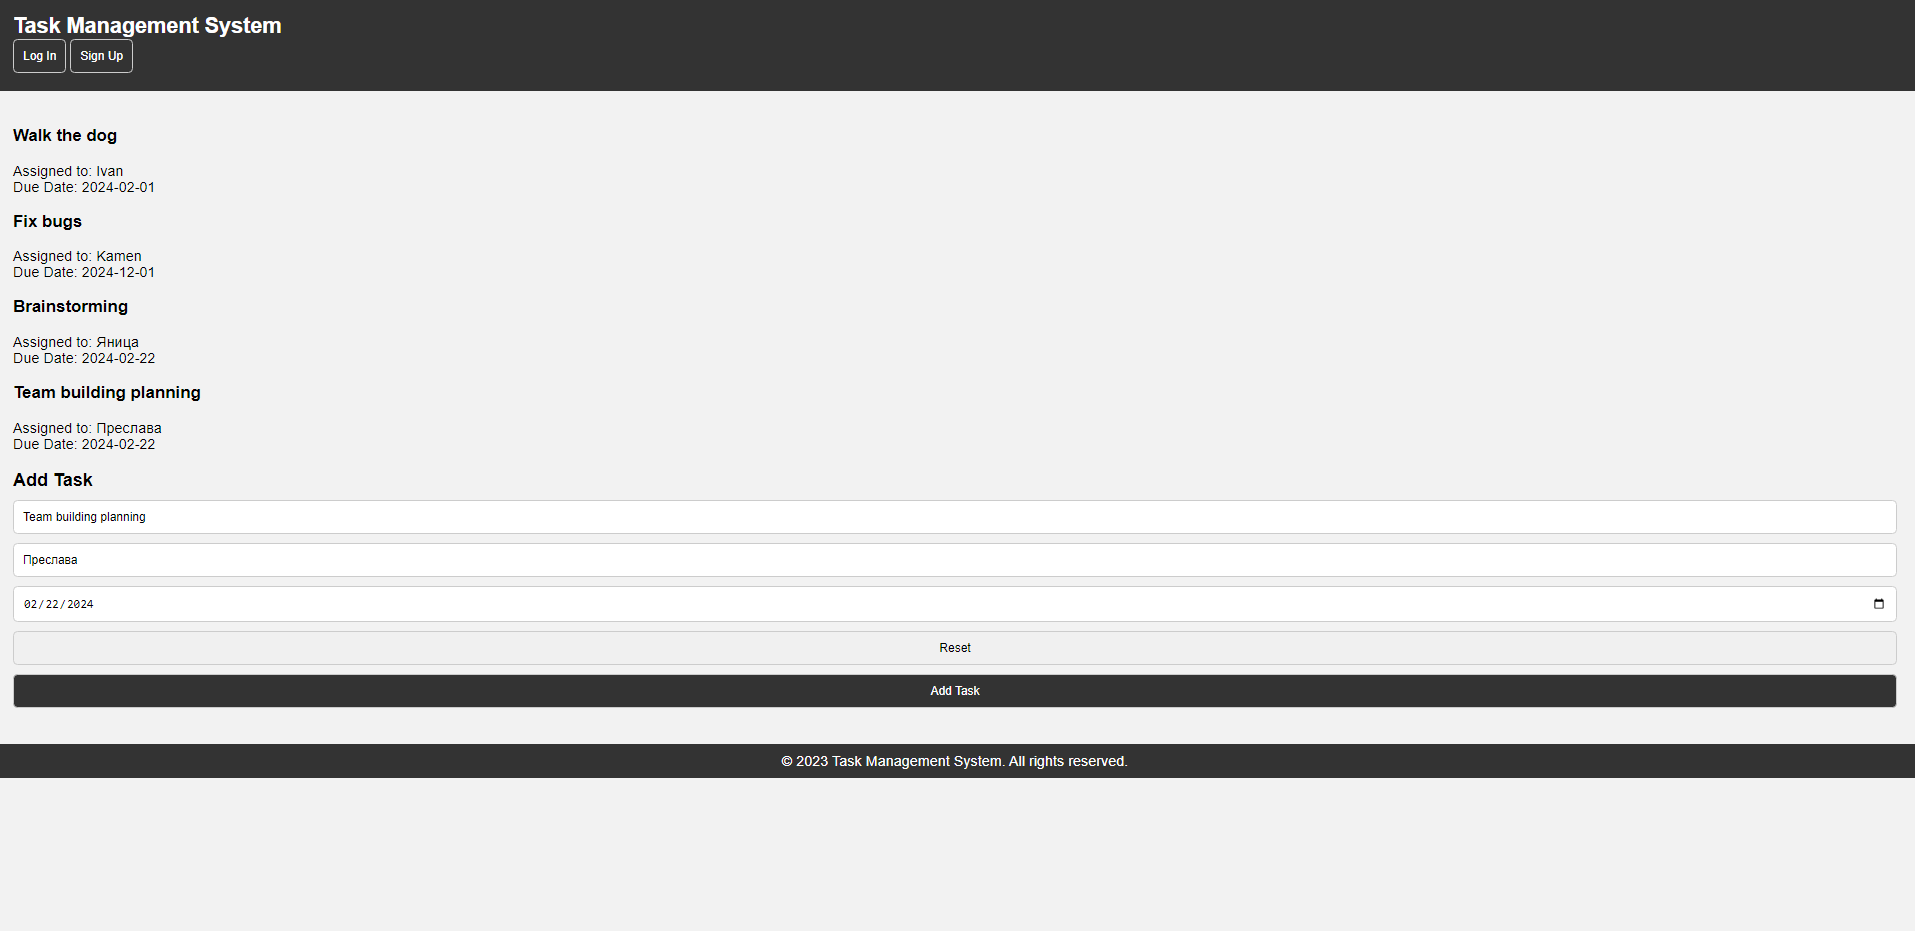 Task Management System
Log In Sign Up
Walk the dog
Assigned to: Ivan
Due Date: 2024-02-01
Fix bugs
Assigned to: Kamen
Due Date: 2024-12-01
Brainstorming
Assigned to: Яница
Due Date: 2024-02-22
Team building planning
Assigned to: Преслава
Due Date: 2024-02-22
Add Task
Team building planning
Преслава
02/22/2024
Reset
Add Task
© 2023 Task Management System. All rights reserved.